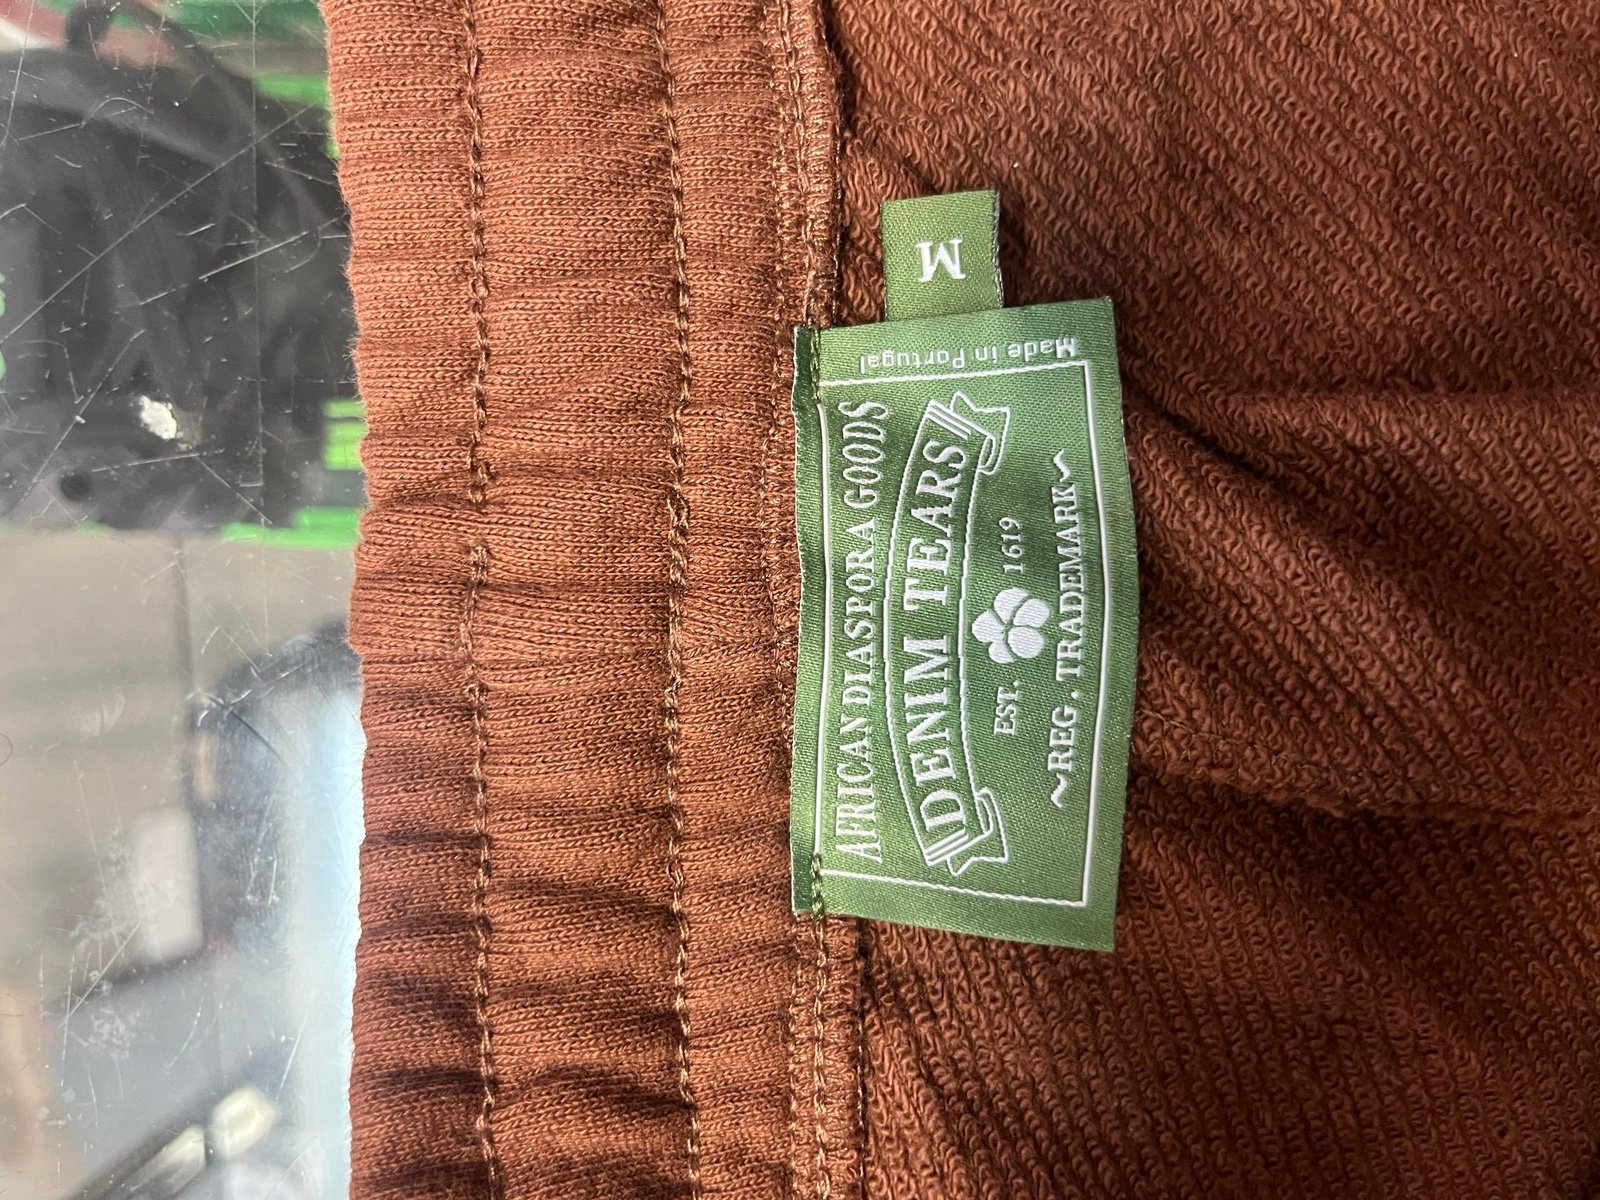 AFRICAN DIASPORA GOODS
DENIM TEARS
EST. 1619
~REG. TRADEMARK~
Made in Portugal
M